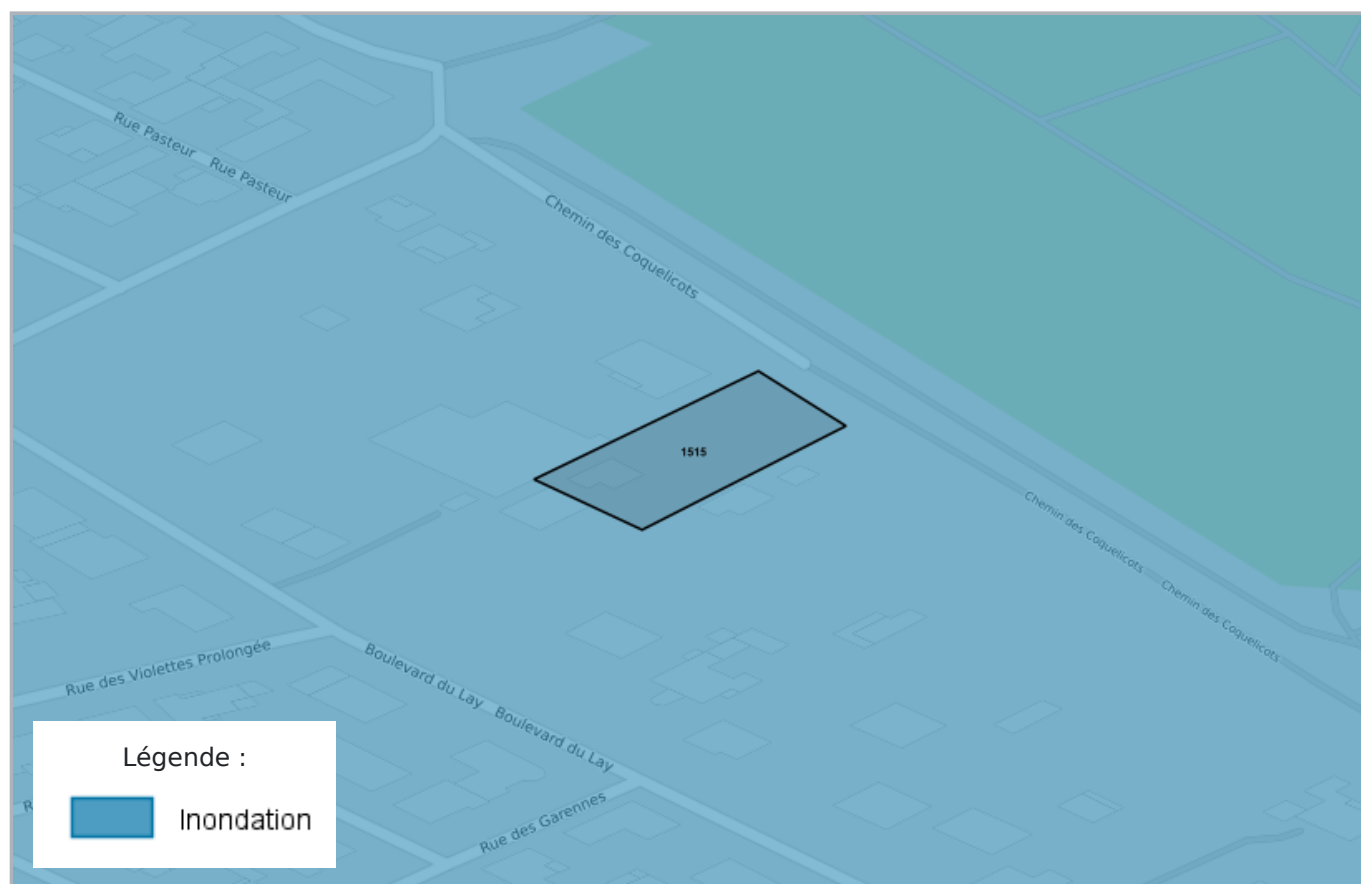 Rue Pasteur Rue Pasteur
Chemin des Coquelicots
1515
Chemin des Coquelicots Chemin des Coquelicots
Rue des Violettes Prolongée
Boulevard du Lay Boulevard du Lay
Rue des Garennes
Légende :
Inondation